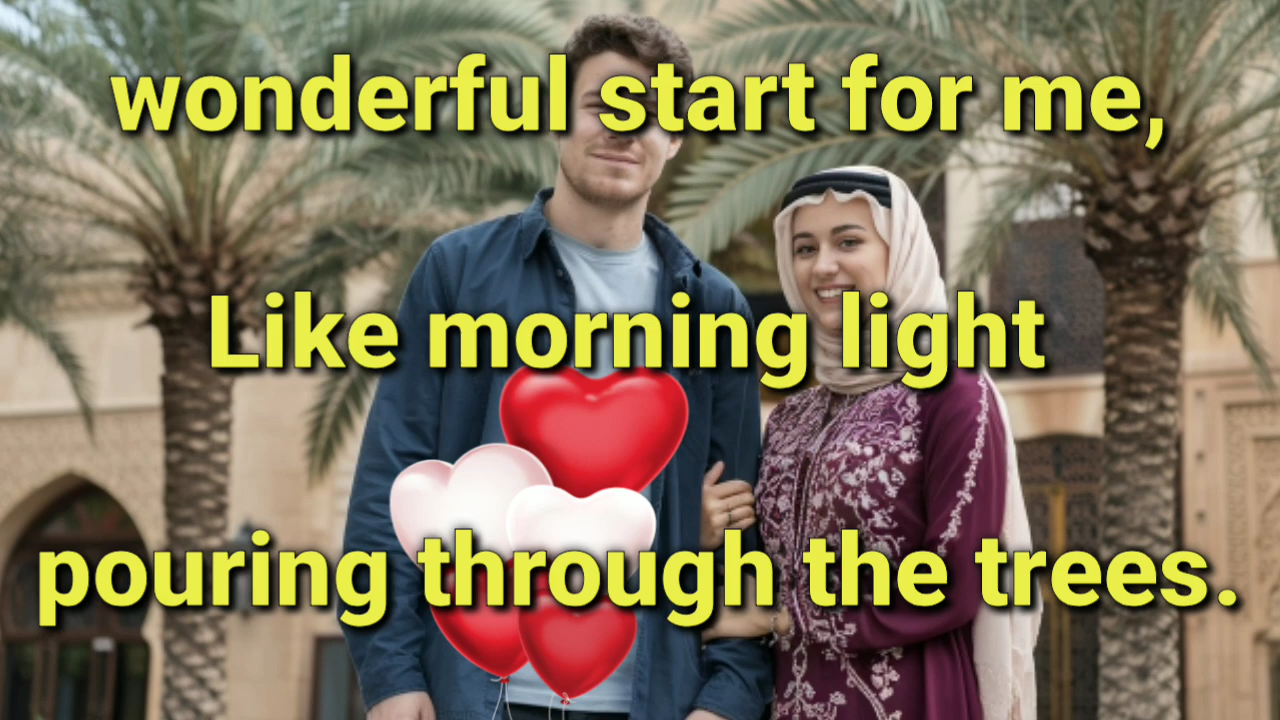 wonderful start for me,
Like morning light
pouring through the trees.